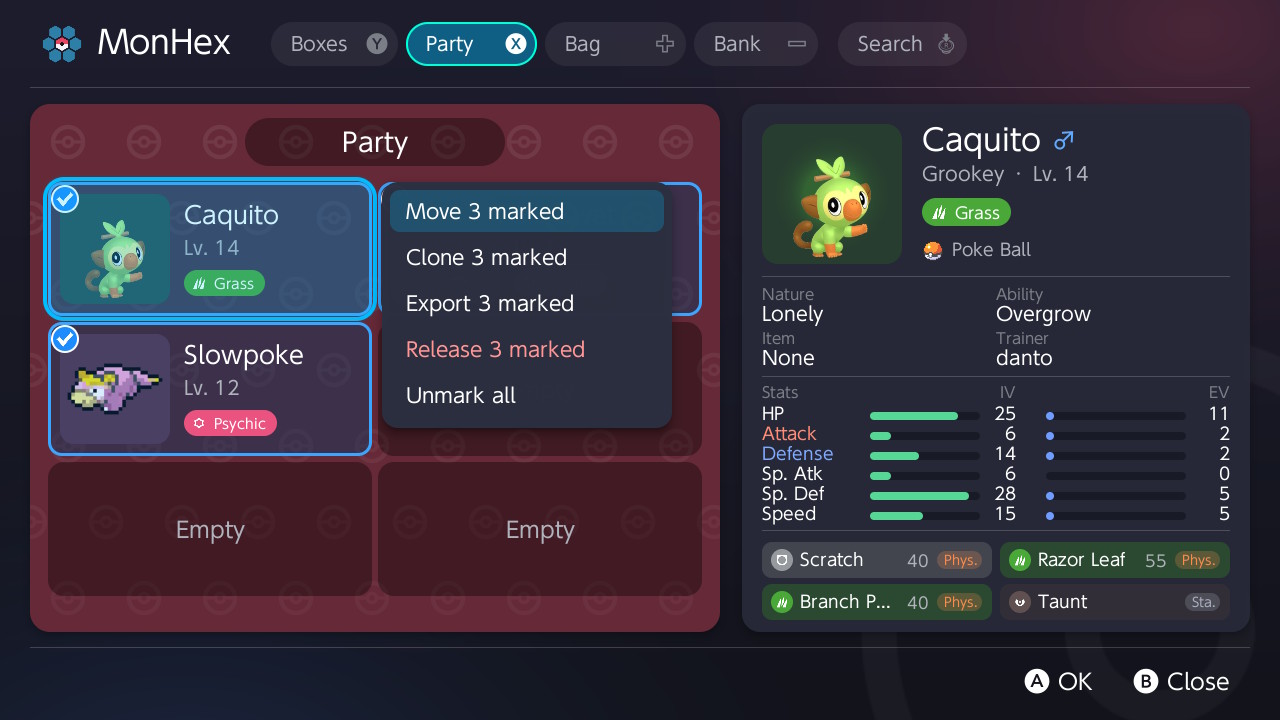 MonHex
Boxes Y
Party X
Bag
Bank
Search
Party
Caquito
Lv. 14
Grass
Slowpoke
Lv. 12
Psychic
Move 3 marked
Clone 3 marked
Export 3 marked
Release 3 marked
Unmark all
Empty
Empty
Caquito ♂
Grookey · Lv. 14
Grass
Poke Ball
Nature Ability
Lonely Overgrow
Item Trainer
None danto
Stats IV EV
HP 25 11
Attack 6 2
Defense 14 2
Sp. Atk 6 0
Sp. Def 28 5
Speed 15 5
Scratch 40 Phys.
Razor Leaf 55 Phys.
Branch P... 40 Phys.
Taunt Sta.
A OK B Close